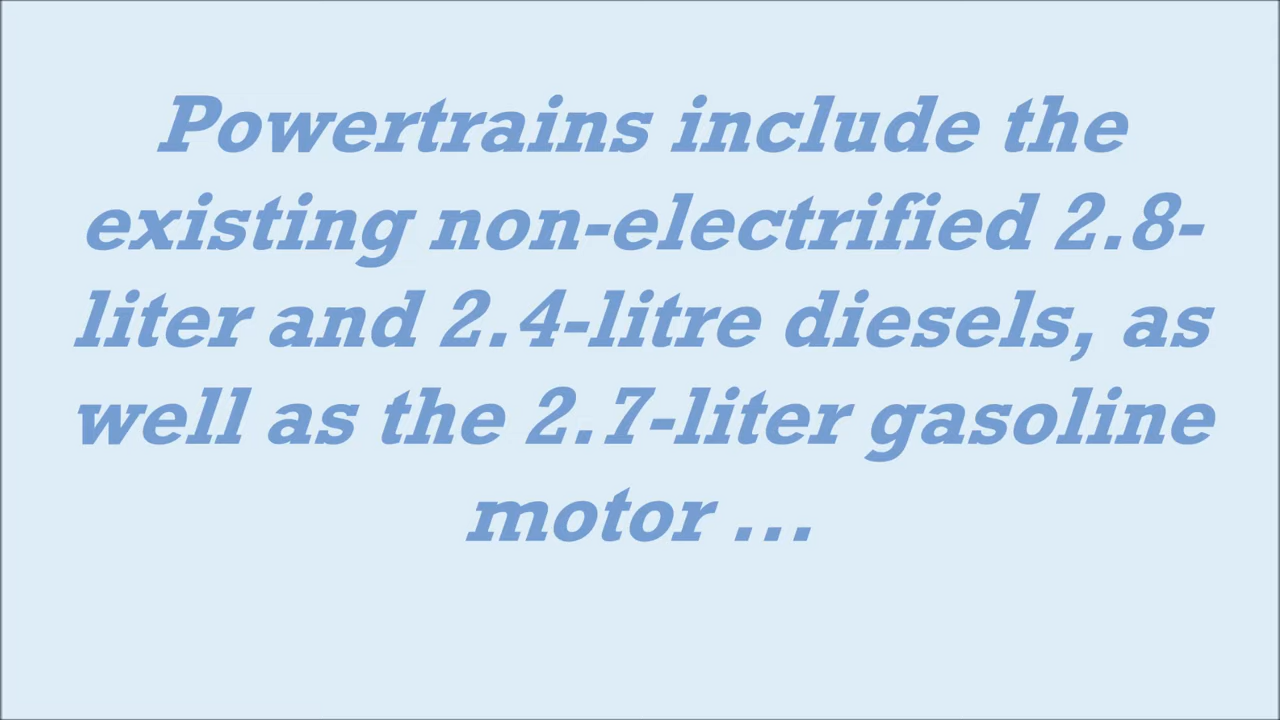 Powertrains include the
existing non-electrified 2.8-
liter and 2.4-litre diesels, as
well as the 2.7-liter gasoline
motor ...